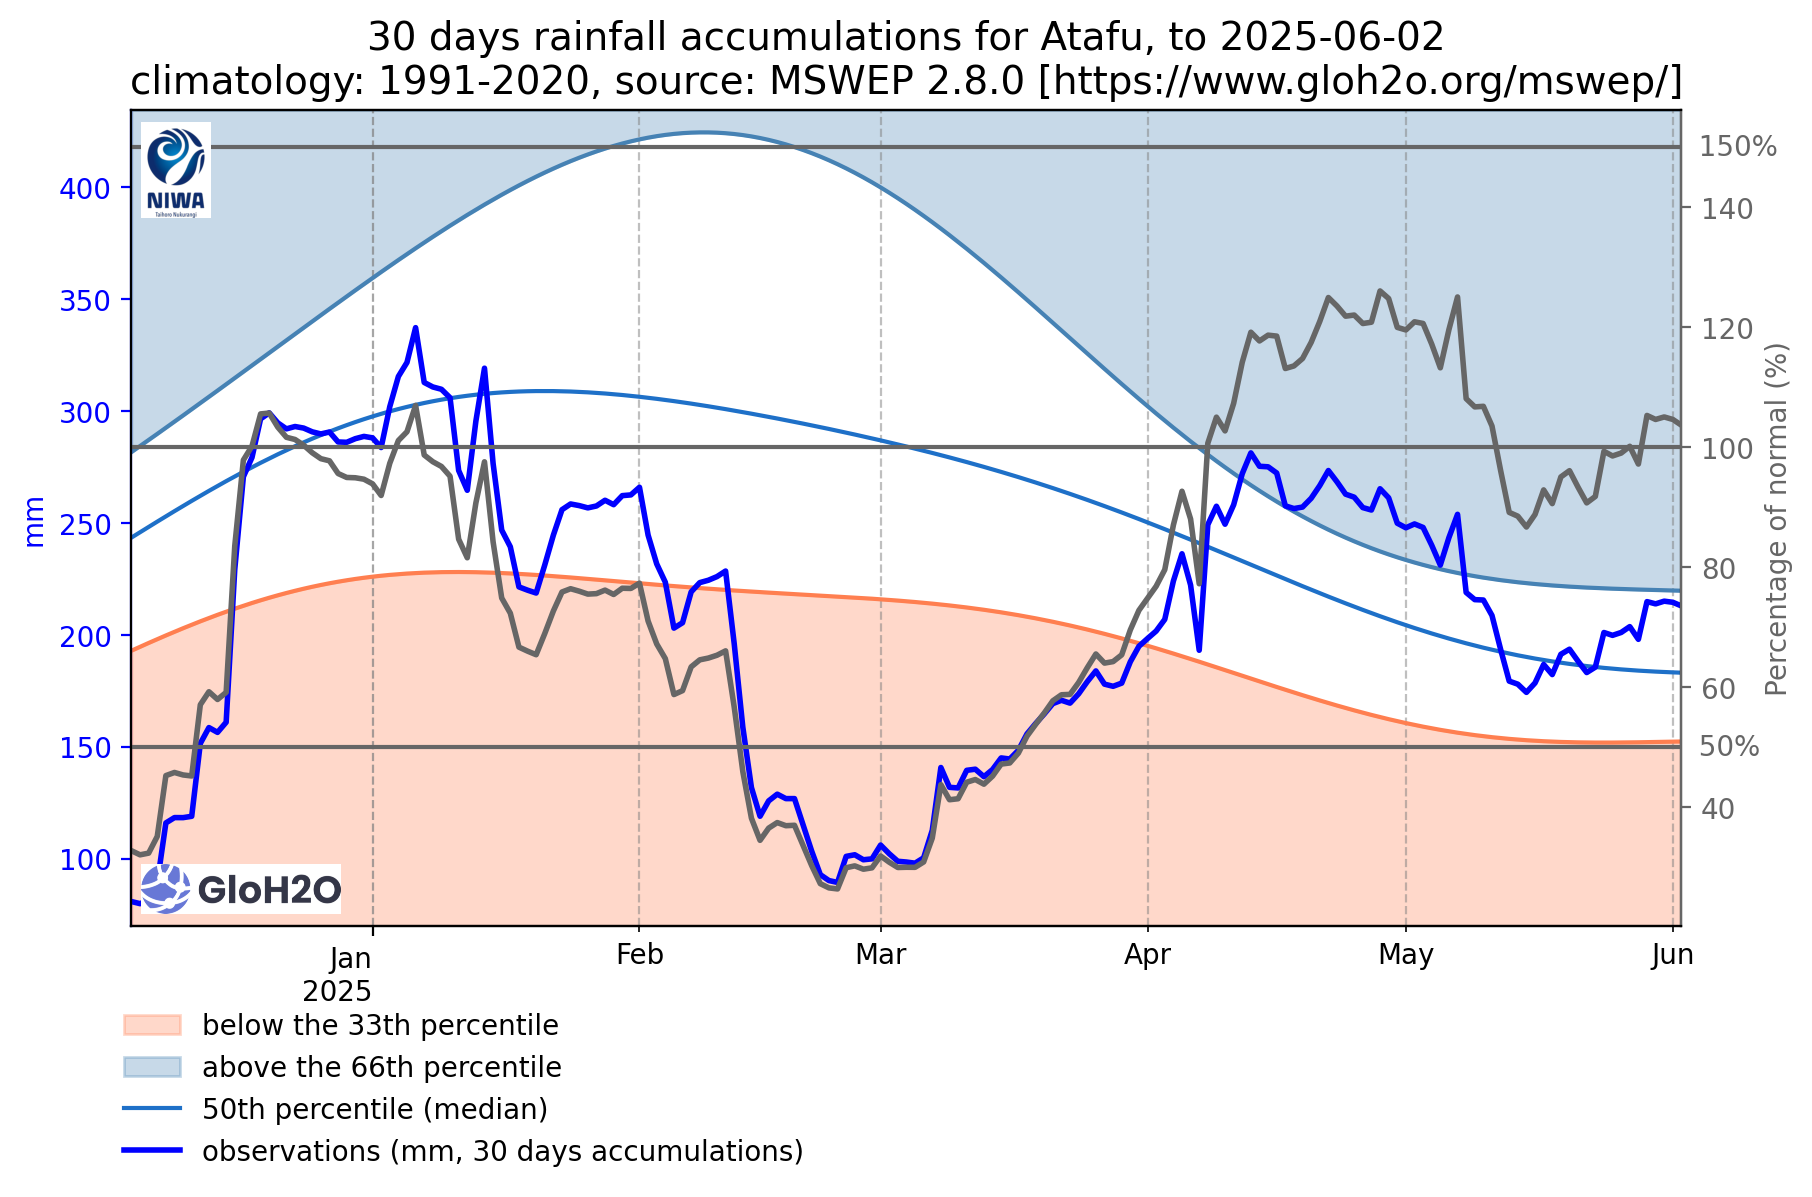 30 days rainfall accumulations for Atafu, to 2025-06-02
climatology: 1991-2020, source: MSWEP 2.8.0 [https://www.gloh2o.org/mswep/]
NIWA
Taihoro Nukurangi
400
350
300
250
200
150
100
mm
150%
140
120
100
80
60
50%
40
Percentage of normal (%)
GloH2O
Jan
2025
Feb
Mar
Apr
May
Jun
below the 33th percentile
above the 66th percentile
50th percentile (median)
observations (mm, 30 days accumulations)